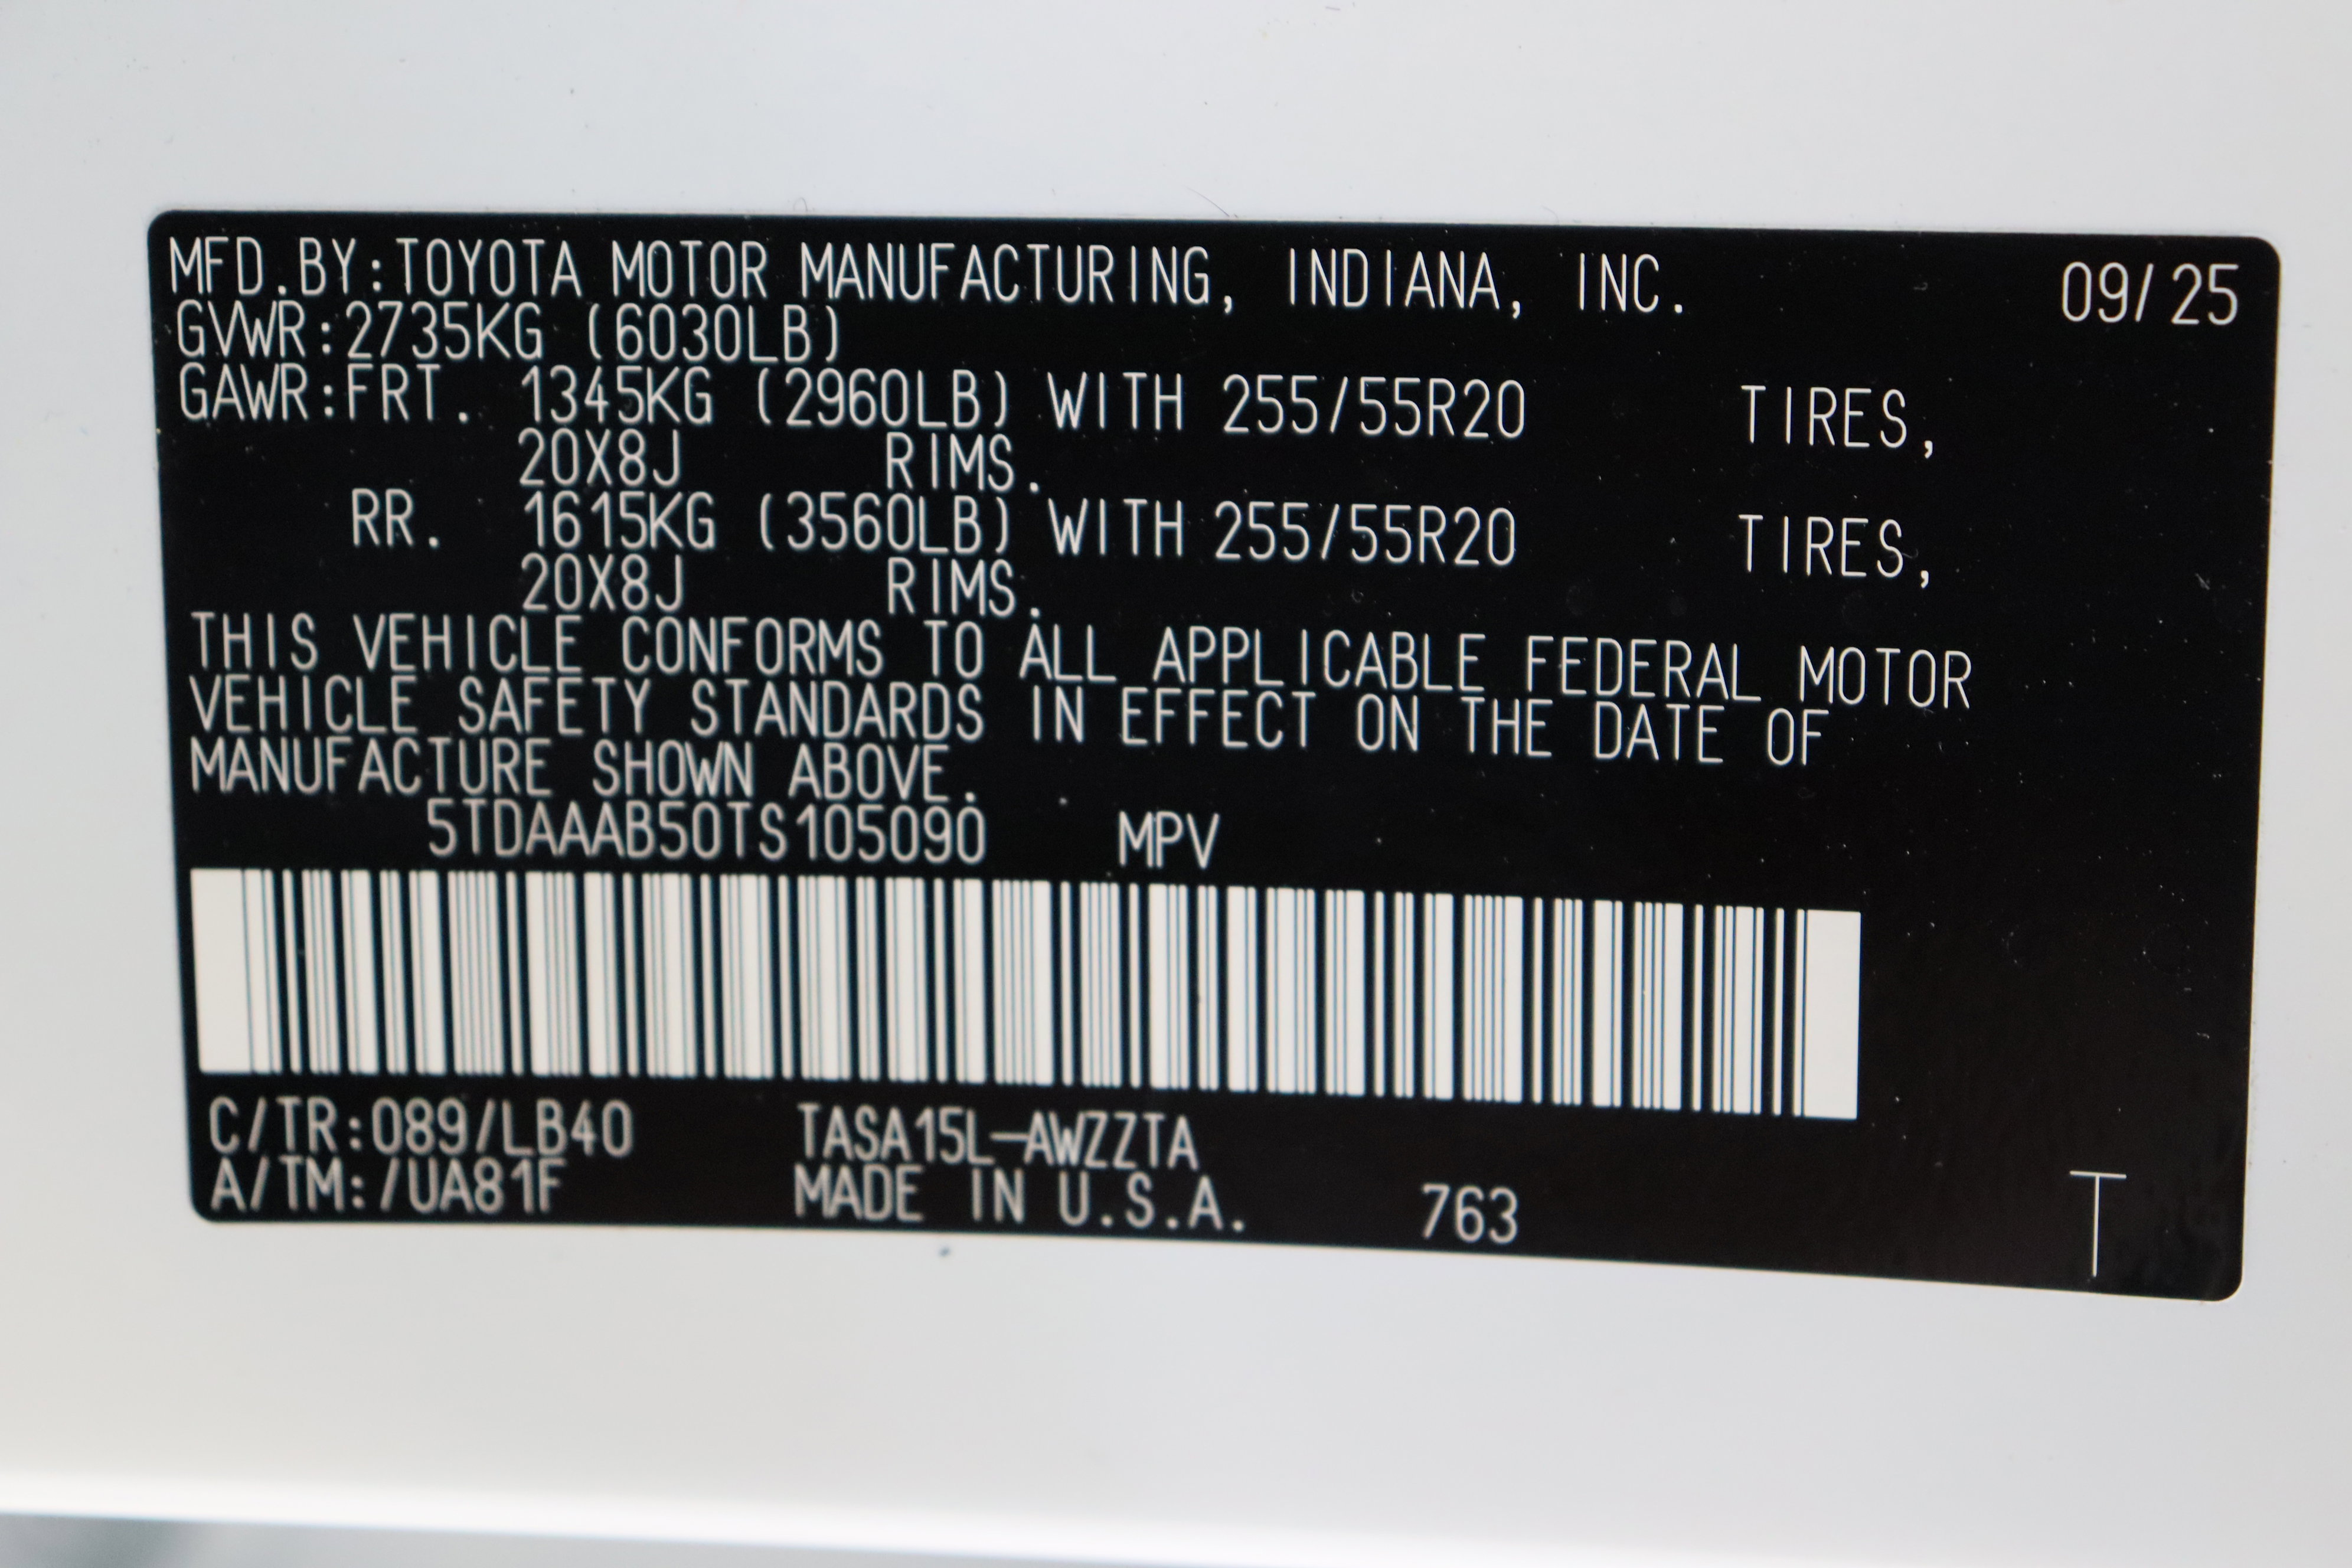 MFD.BY:TOYOTA MOTOR MANUFACTURING, INDIANA, INC. 09/25
GVWR:2735KG (6030LB)
GAWR:FRT. 1345KG (2960LB) WITH 255/55R20 TIRES,
20X8J RIMS.
RR. 1615KG (3560LB) WITH 255/55R20 TIRES,
20X8J RIMS.
THIS VEHICLE CONFORMS TO ALL APPLICABLE FEDERAL MOTOR
VEHICLE SAFETY STANDARDS IN EFFECT ON THE DATE OF
MANUFACTURE SHOWN ABOVE.
5TDAAAB50TS105090 MPV
C/TR:089/LB40 TASA15L-AWZZTA
A/TM:/UA81F MADE IN U.S.A. 763 T